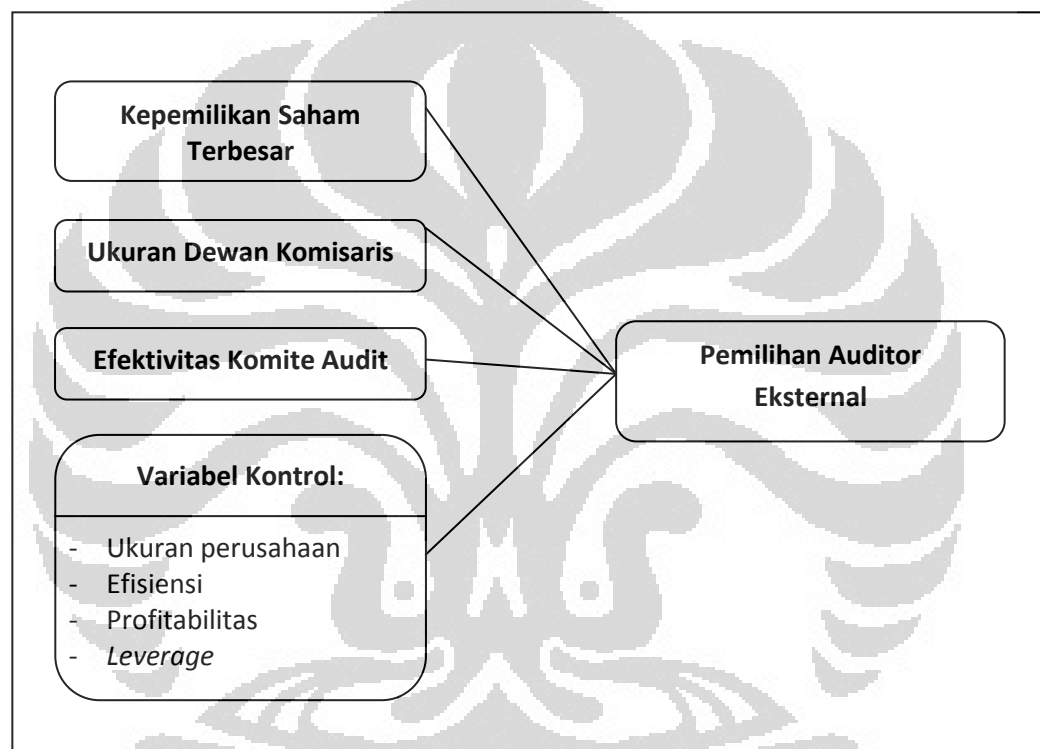 Kepemilikan Saham
Terbesar
Ukuran Dewan Komisaris
Efektivitas Komite Audit
Pemilihan Auditor
Eksternal
Variabel Kontrol:
- Ukuran perusahaan
- Efisiensi
- Profitabilitas
- Leverage